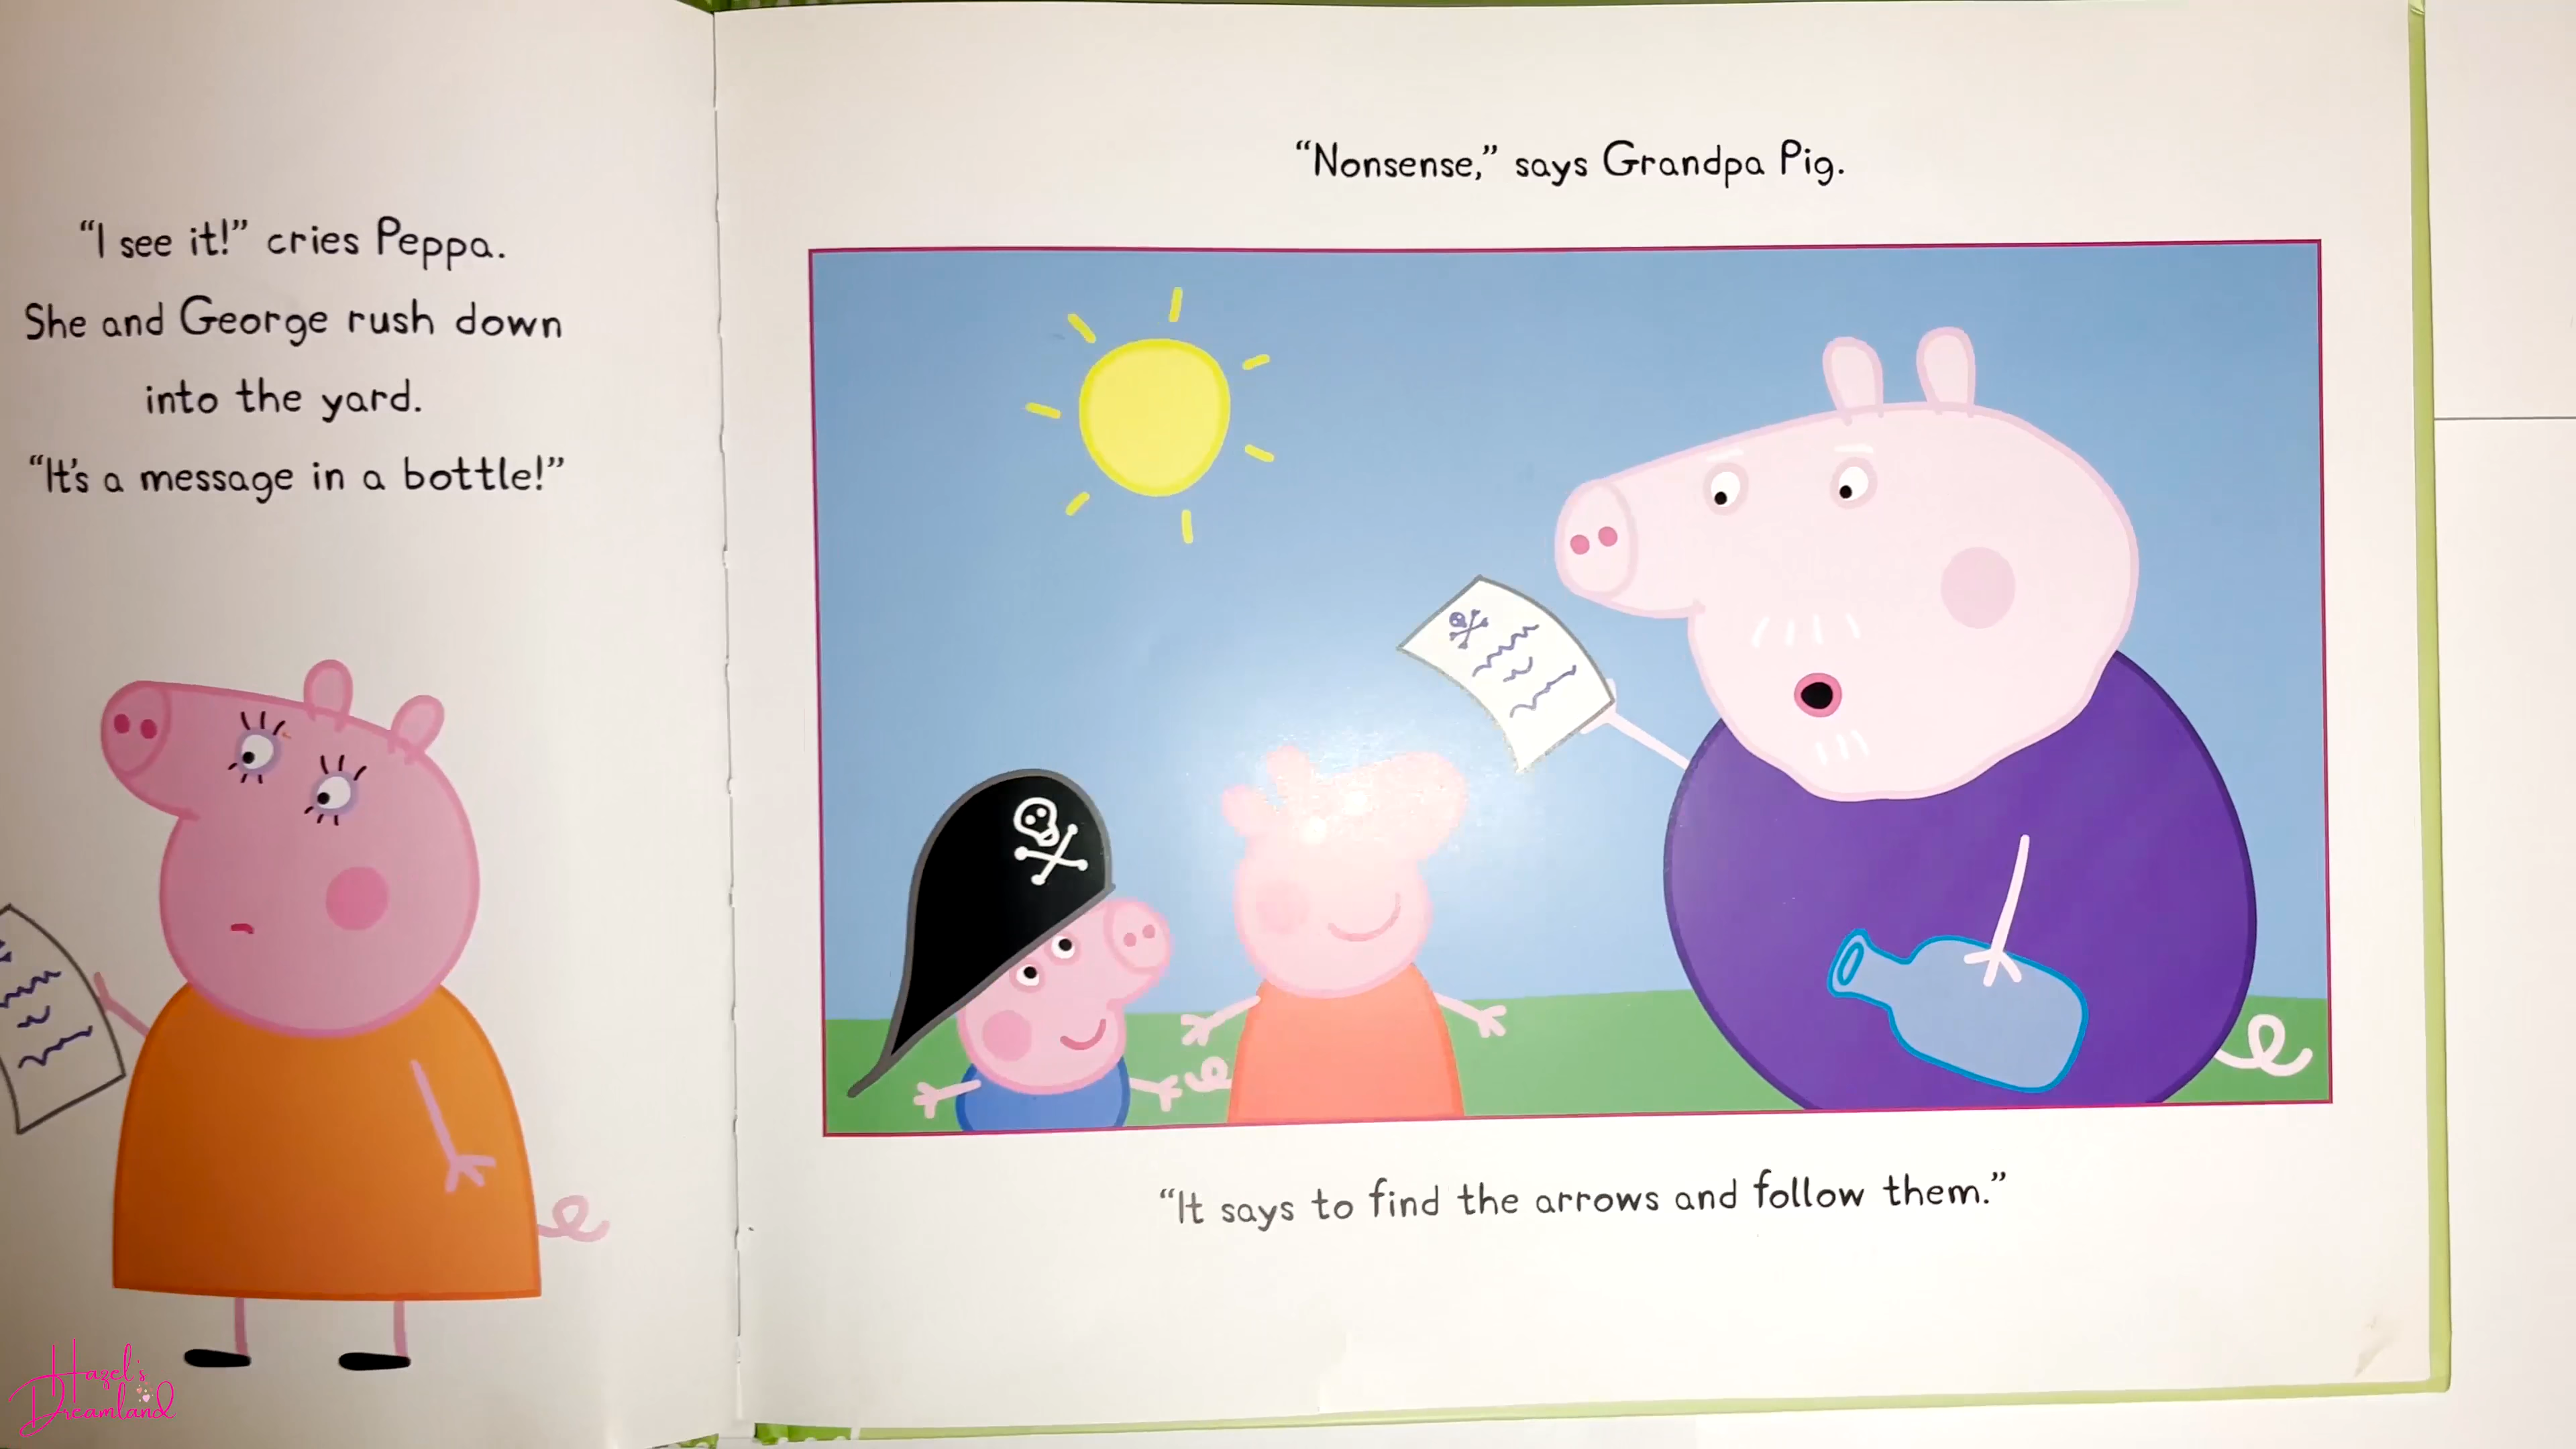 “I see it!” cries Peppa.
She and George rush down
into the yard.
“It’s a message in a bottle!”
“Nonsense,” says Grandpa Pig.
“It says to find the arrows and follow them.”
Hazel's
Dreamland